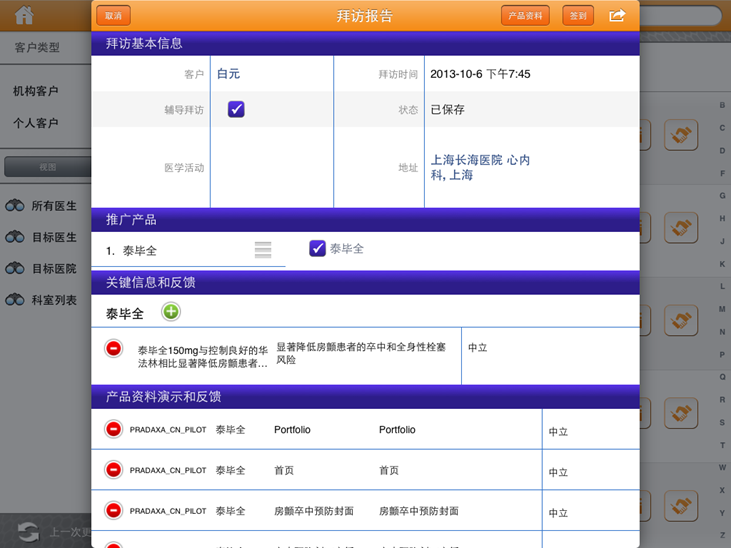 取消
拜访报告
产品资料
签到
客户类型
机构客户
个人客户
视图
所有医生
目标医生
目标医院
科室列表
上一次更
拜访基本信息
客户
白元
拜访时间
2013-10-6 下午7:45
辅导拜访
状态
已保存
医学活动
地址
上海长海医院 心内
科, 上海
推广产品
1. 泰毕全
泰毕全
关键信息和反馈
泰毕全
泰毕全150mg与控制良好的华
法林相比显著降低房颤患者…
显著降低房颤患者的卒中和全身性栓塞
风险
中立
产品资料演示和反馈
PRADAXA_CN_PILOT
泰毕全
Portfolio
Portfolio
中立
PRADAXA_CN_PILOT
泰毕全
首页
首页
中立
PRADAXA_CN_PILOT
泰毕全
房颤卒中预防封面
房颤卒中预防封面
中立
B
C
D
F
G
H
J
K
L
M
N
P
Q
R
S
T
W
X
Y
Z